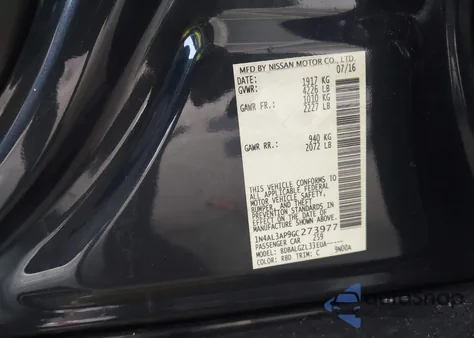 MFD BY NISSAN MOTOR CO., LTD.
DATE: 07/16
GVWR: 1917 KG
4226 LB
GAWR FR.: 1010 KG
2227 LB
GAWR RR.: 940 KG
2072 LB
THIS VEHICLE CONFORMS TO
ALL APPLICABLE FEDERAL
MOTOR VEHICLE SAFETY,
BUMPER, AND THEFT
PREVENTION STANDARDS
IN EFFECT ON THE DATE OF
MANUFACTURE SHOWN ABOVE.
1N4AL3AP9GC273977
PASSENGER CAR 259
MODEL: BDBALGZL33EUA-----
COLOR: RBD TRIM: C 9N00A
AutoSnap